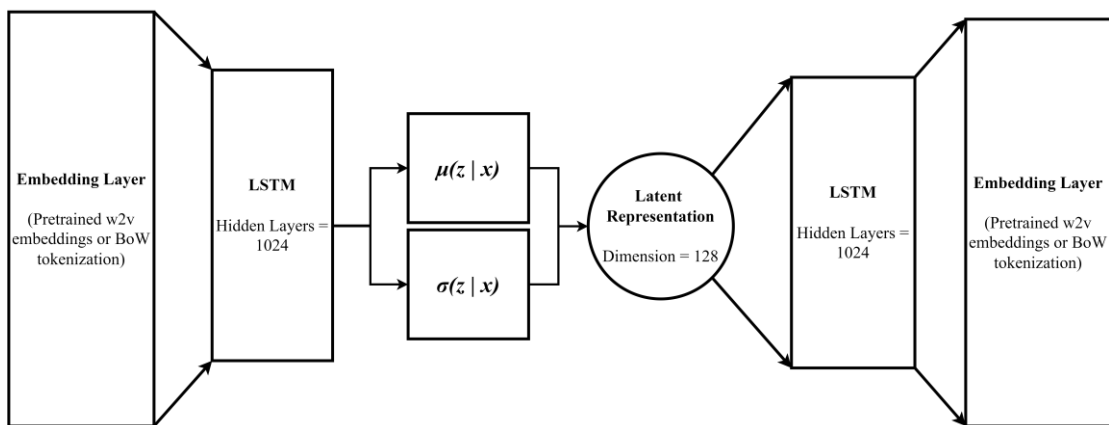 Embedding Layer
(Pretrained w2v
embeddings or BoW
tokenization)
LSTM
Hidden Layers =
1024
μ(z | x)
σ(z | x)
Latent
Representation
Dimension = 128
LSTM
Hidden Layers =
1024
Embedding Layer
(Pretrained w2v
embeddings or BoW
tokenization)